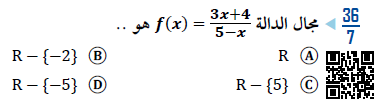 36/7 مجال الدالة f(x) = (3x+4)/(5−x) هو ..
R Ⓐ R − {−2} Ⓑ
R − {5} Ⓒ R − {−5} Ⓓ